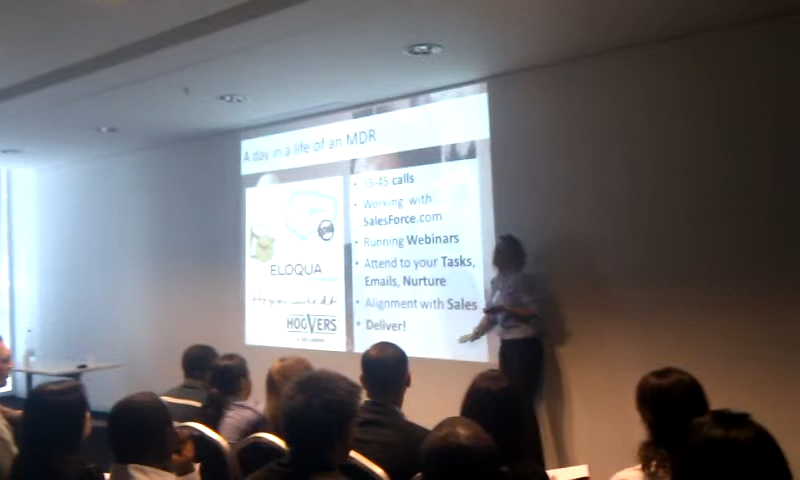 A day in a life of an MDR
• 35-45 calls
• Working with
SalesForce.com
• Running Webinars
• Attend to your Tasks,
Emails, Nurture
• Alignment with Sales
• Deliver!
ELOQUA
HOOVERS